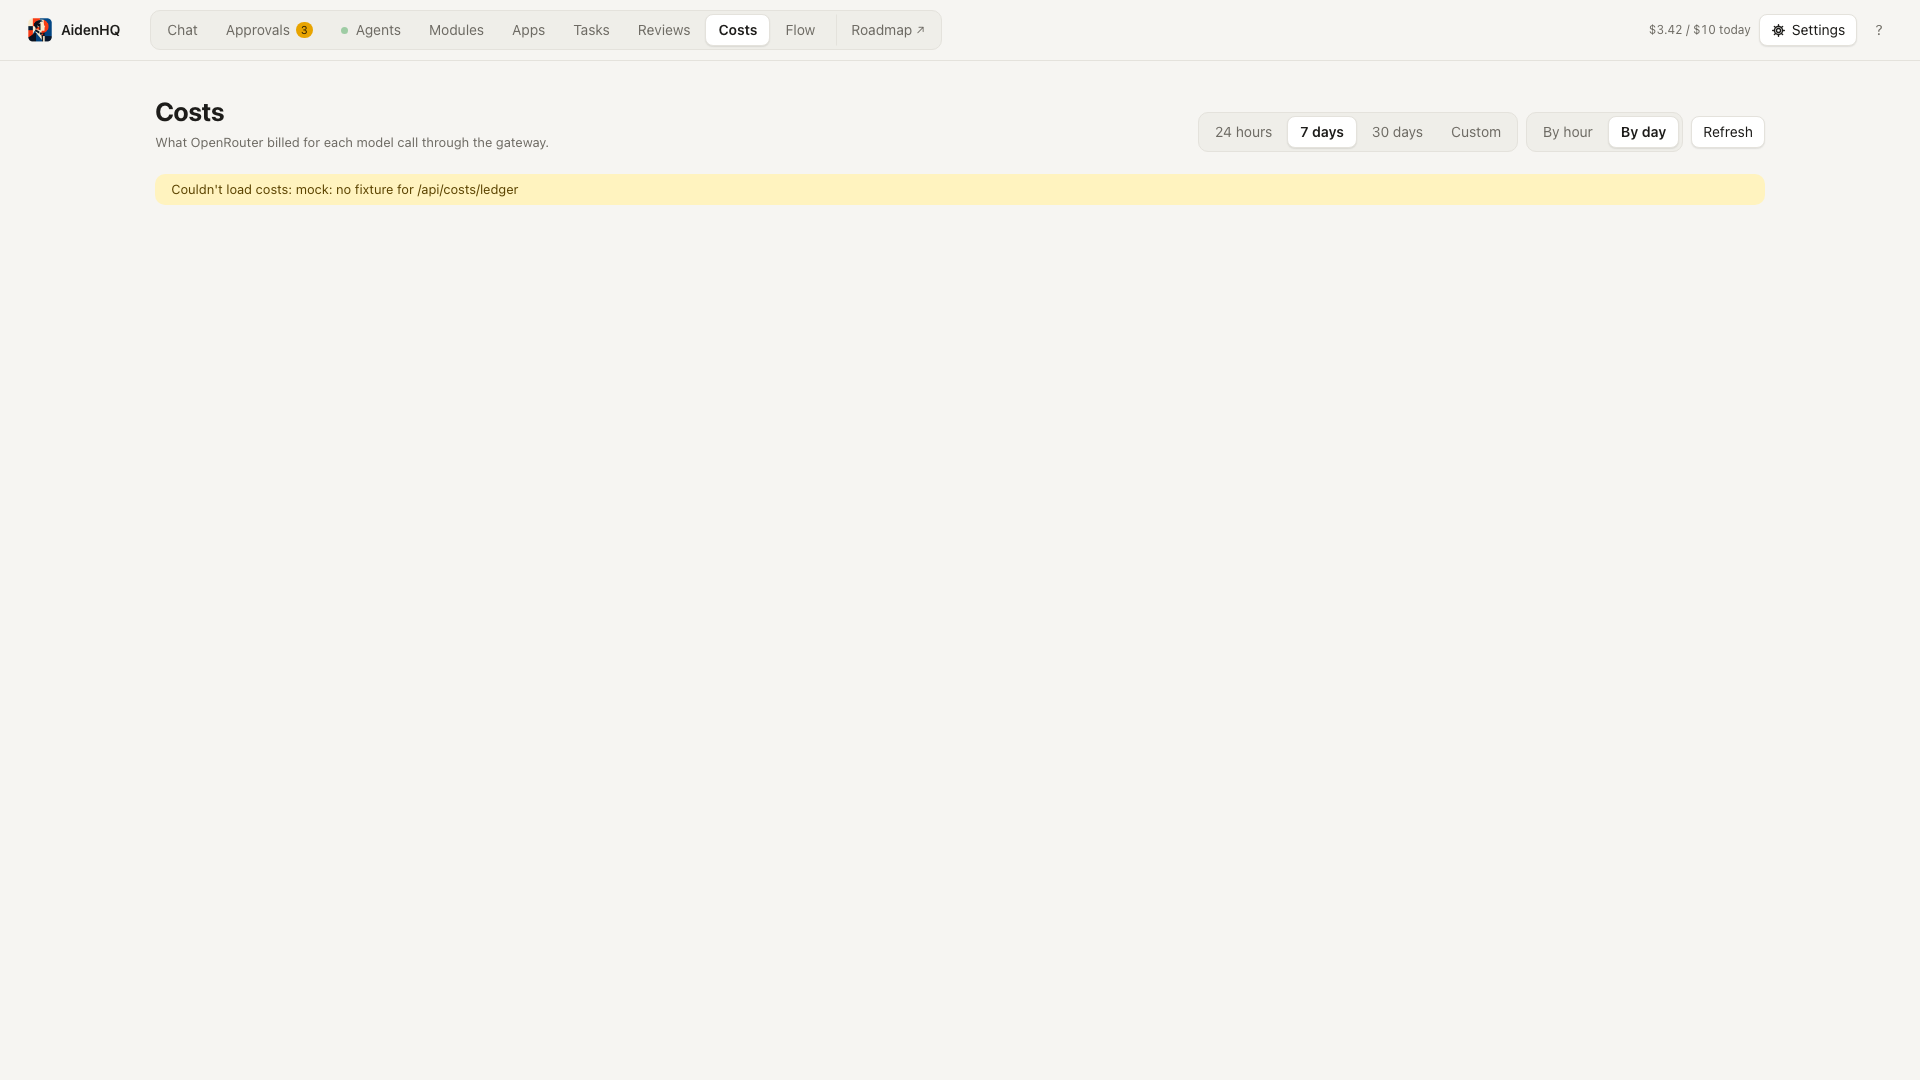 AidenHQ Chat Approvals 3 Agents Modules Apps Tasks Reviews Costs Flow Roadmap ↗ $3.42 / $10 today Settings ?
Costs
What OpenRouter billed for each model call through the gateway.
24 hours 7 days 30 days Custom By hour By day Refresh
Couldn't load costs: mock: no fixture for /api/costs/ledger